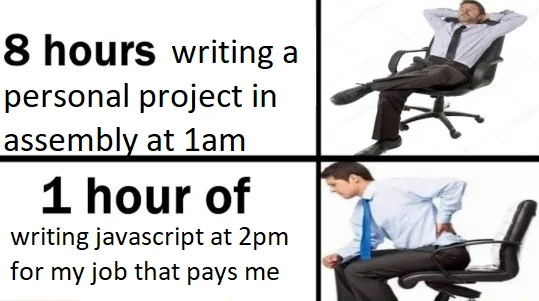 8 hours writing a
personal project in
assembly at 1am
1 hour of
writing javascript at 2pm
for my job that pays me